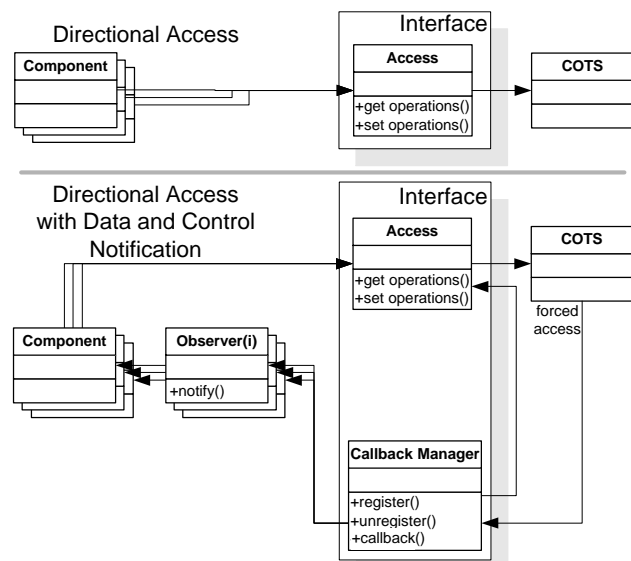 Directional Access
Interface
Component
Access
COTS
+get operations()
+set operations()
Directional Access
with Data and Control
Notification
Interface
Access
COTS
+get operations()
+set operations()
forced
access
Component
Observer(i)
+notify()
Callback Manager
+register()
+unregister()
+callback()